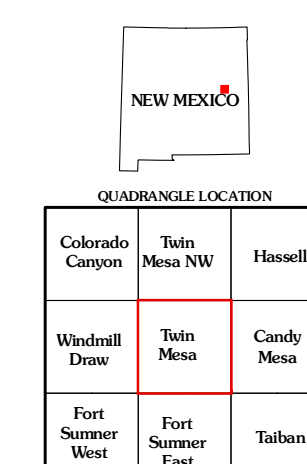 NEW MEXICO
QUADRANGLE LOCATION
Colorado
Canyon
Twin
Mesa NW
Hassell
Windmill
Draw
Twin
Mesa
Candy
Mesa
Fort
Sumner
West
Fort
Sumner
East
Taiban